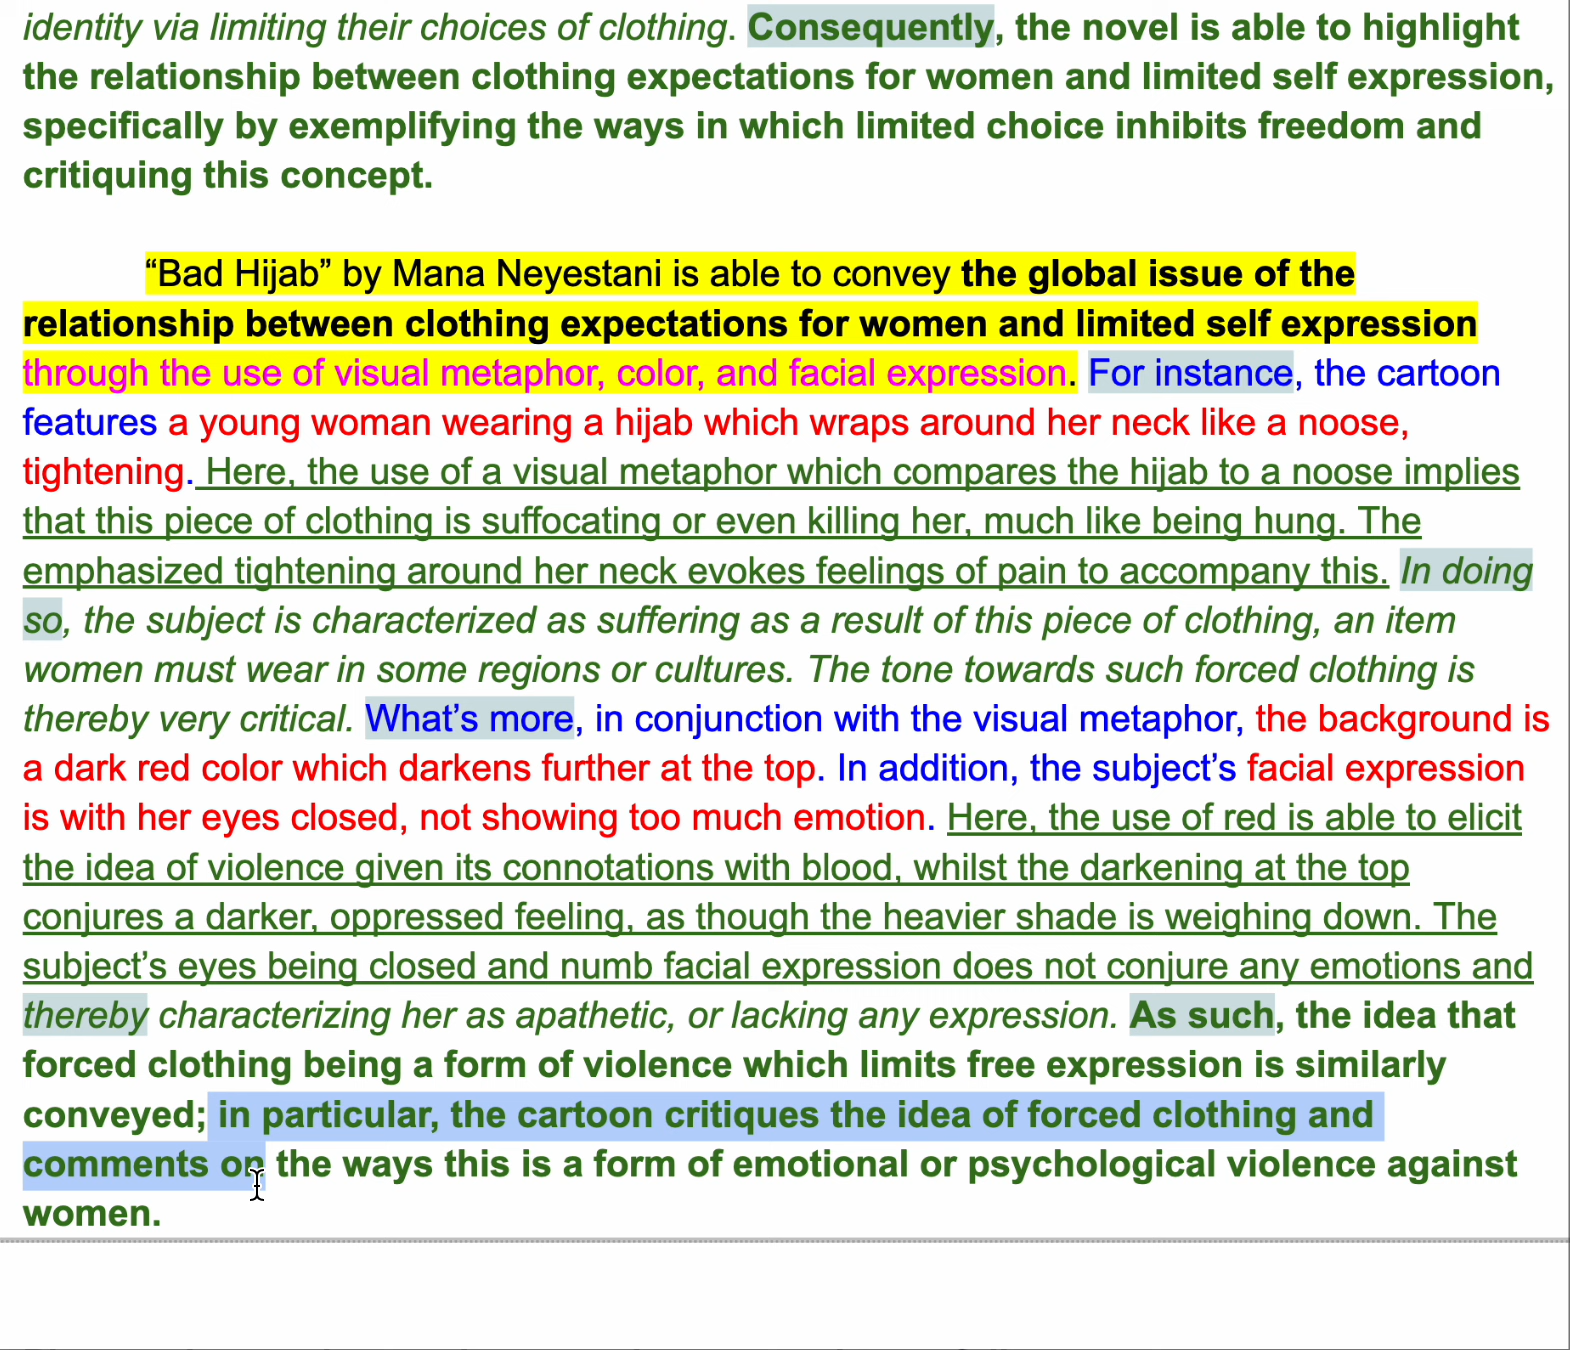 identity via limiting their choices of clothing. Consequently, the novel is able to highlight
the relationship between clothing expectations for women and limited self expression,
specifically by exemplifying the ways in which limited choice inhibits freedom and
critiquing this concept.
“Bad Hijab” by Mana Neyestani is able to convey the global issue of the
relationship between clothing expectations for women and limited self expression
through the use of visual metaphor, color, and facial expression. For instance, the cartoon
features a young woman wearing a hijab which wraps around her neck like a noose,
tightening. Here, the use of a visual metaphor which compares the hijab to a noose implies
that this piece of clothing is suffocating or even killing her, much like being hung. The
emphasized tightening around her neck evokes feelings of pain to accompany this. In doing
so, the subject is characterized as suffering as a result of this piece of clothing, an item
women must wear in some regions or cultures. The tone towards such forced clothing is
thereby very critical. What’s more, in conjunction with the visual metaphor, the background is
a dark red color which darkens further at the top. In addition, the subject’s facial expression
is with her eyes closed, not showing too much emotion. Here, the use of red is able to elicit
the idea of violence given its connotations with blood, whilst the darkening at the top
conjures a darker, oppressed feeling, as though the heavier shade is weighing down. The
subject’s eyes being closed and numb facial expression does not conjure any emotions and
thereby characterizing her as apathetic, or lacking any expression. As such, the idea that
forced clothing being a form of violence which limits free expression is similarly
conveyed; in particular, the cartoon critiques the idea of forced clothing and
comments on the ways this is a form of emotional or psychological violence against
women.